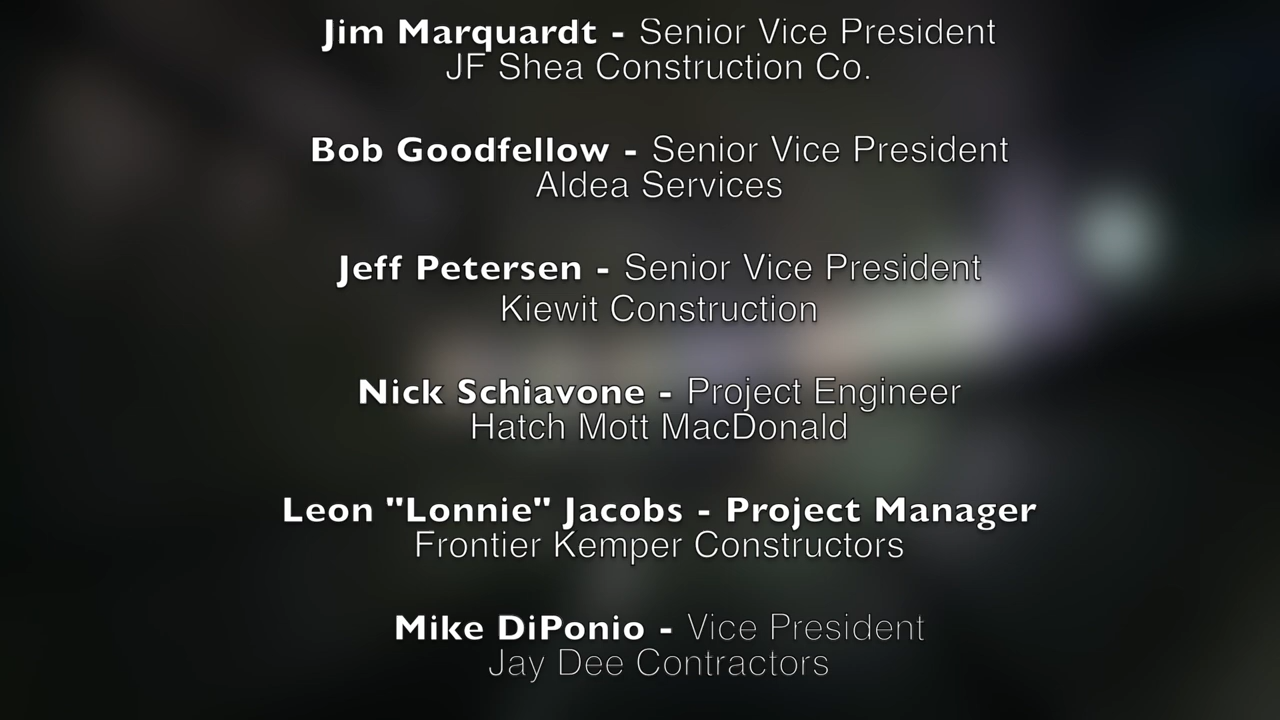 Jim Marquardt - Senior Vice President
JF Shea Construction Co.
Bob Goodfellow - Senior Vice President
Aldea Services
Jeff Petersen - Senior Vice President
Kiewit Construction
Nick Schiavone - Project Engineer
Hatch Mott MacDonald
Leon "Lonnie" Jacobs - Project Manager
Frontier Kemper Constructors
Mike DiPonio - Vice President
Jay Dee Contractors